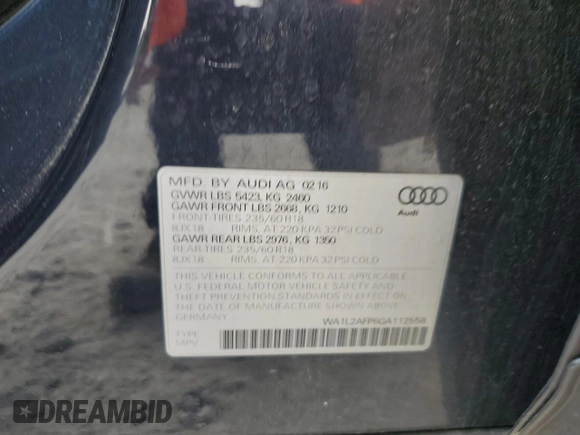 MFD. BY AUDI AG 02 16
GVWR LBS 5423, KG 2460
GAWR FRONT LBS 2668, KG 1210
FRONT-TIRES 235/60 R18
8JX18 RIMS, AT 220 KPA 32 PSI COLD
GAWR REAR LBS 2976, KG 1350
REAR-TIRES 235/60 R18
8JX18 RIMS, AT 220 KPA 32 PSI COLD
THIS VEHICLE CONFORMS TO ALL APPLICABLE
U.S. FEDERAL MOTOR VEHICLE SAFETY AND
THEFT PREVENTION STANDARDS IN EFFECT ON
THE DATE OF MANUFACTURE SHOWN ABOVE.
GERMANY
WA1L2AFP6GA112558
TYPE:
MPV
Audi
DREAMBID